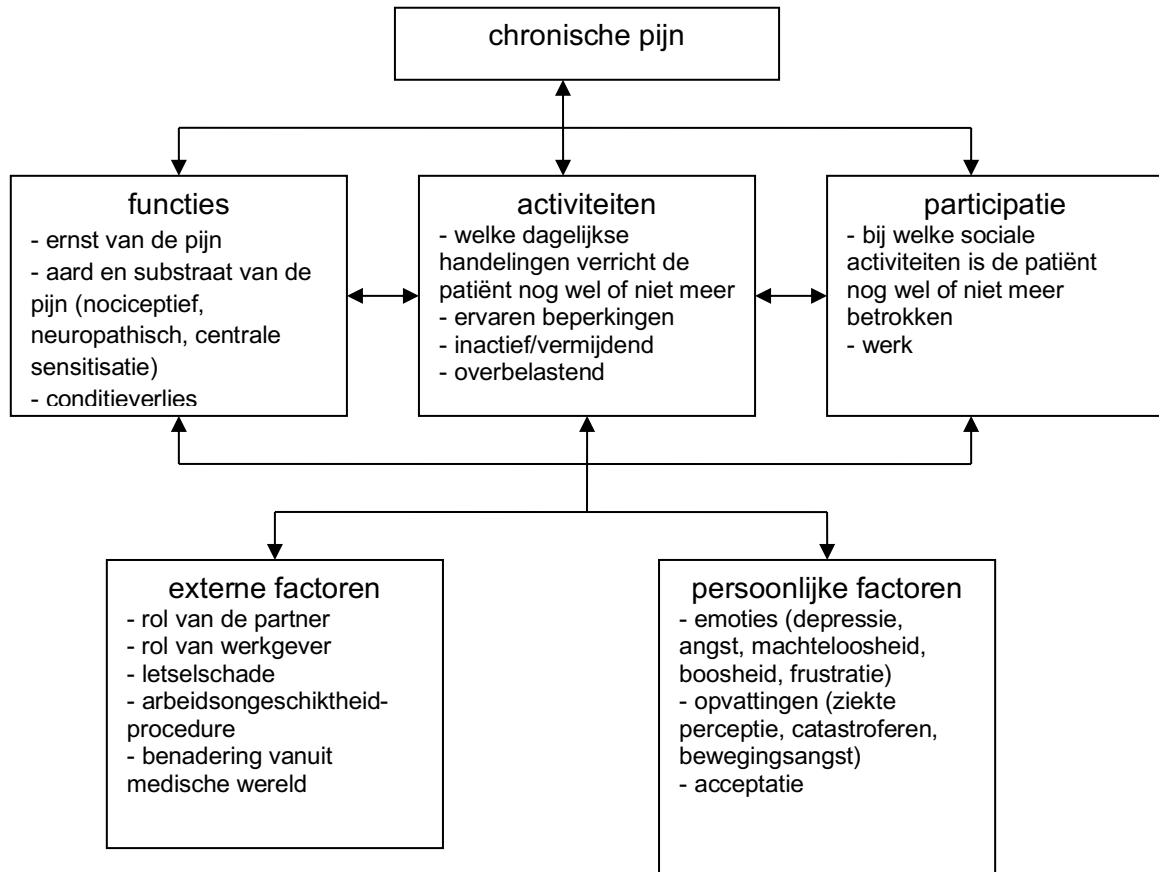 chronische pijn
functies
- ernst van de pijn
- aard en substraat van de
pijn (nociceptief,
neuropathisch, centrale
sensitisatie)
- conditieverlies
activiteiten
- welke dagelijkse
handelingen verricht de
patiënt nog wel of niet meer
- ervaren beperkingen
- inactief/vermijdend
- overbelastend
participatie
- bij welke sociale
activiteiten is de patiënt
nog wel of niet meer
betrokken
- werk
externe factoren
- rol van de partner
- rol van werkgever
- letselschade
- arbeidsongeschiktheid-
procedure
- benadering vanuit
medische wereld
persoonlijke factoren
- emoties (depressie,
angst, machteloosheid,
boosheid, frustratie)
- opvattingen (ziekte
perceptie, catastroferen,
bewegingsangst)
- acceptatie